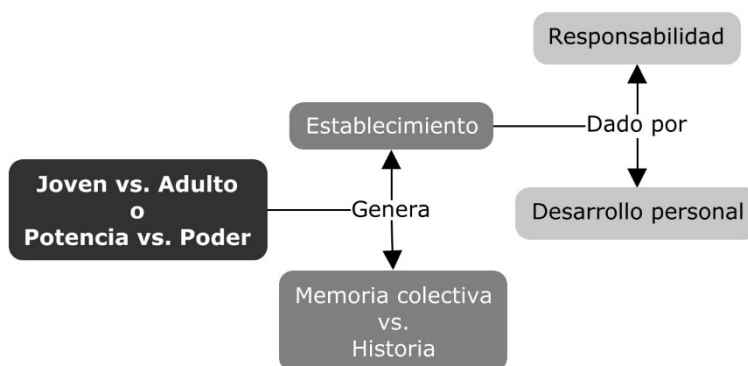 Joven vs. Adulto
o
Potencia vs. Poder
Genera
Establecimiento
Memoria colectiva
vs.
Historia
Dado por
Responsabilidad
Desarrollo personal